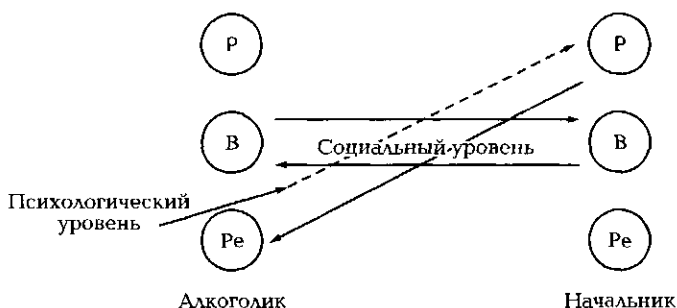 Р Р
В В
Социальный уровень
Психологический
уровень
Ре Ре
Алкоголик Начальник